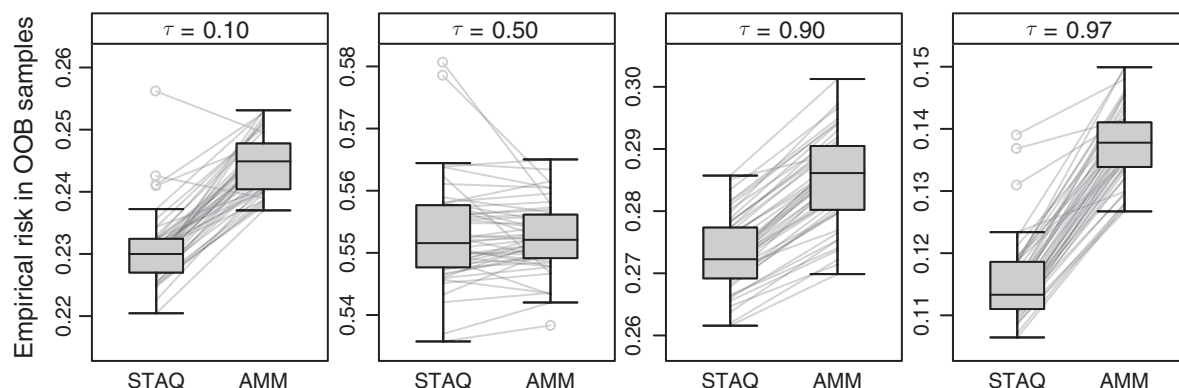 τ = 0.10
τ = 0.50
τ = 0.90
τ = 0.97
Empirical risk in OOB samples
0.26
0.25
0.24
0.23
0.22
0.58
0.57
0.56
0.55
0.54
0.30
0.29
0.28
0.27
0.26
0.15
0.14
0.13
0.12
0.11
STAQ AMM
STAQ AMM
STAQ AMM
STAQ AMM